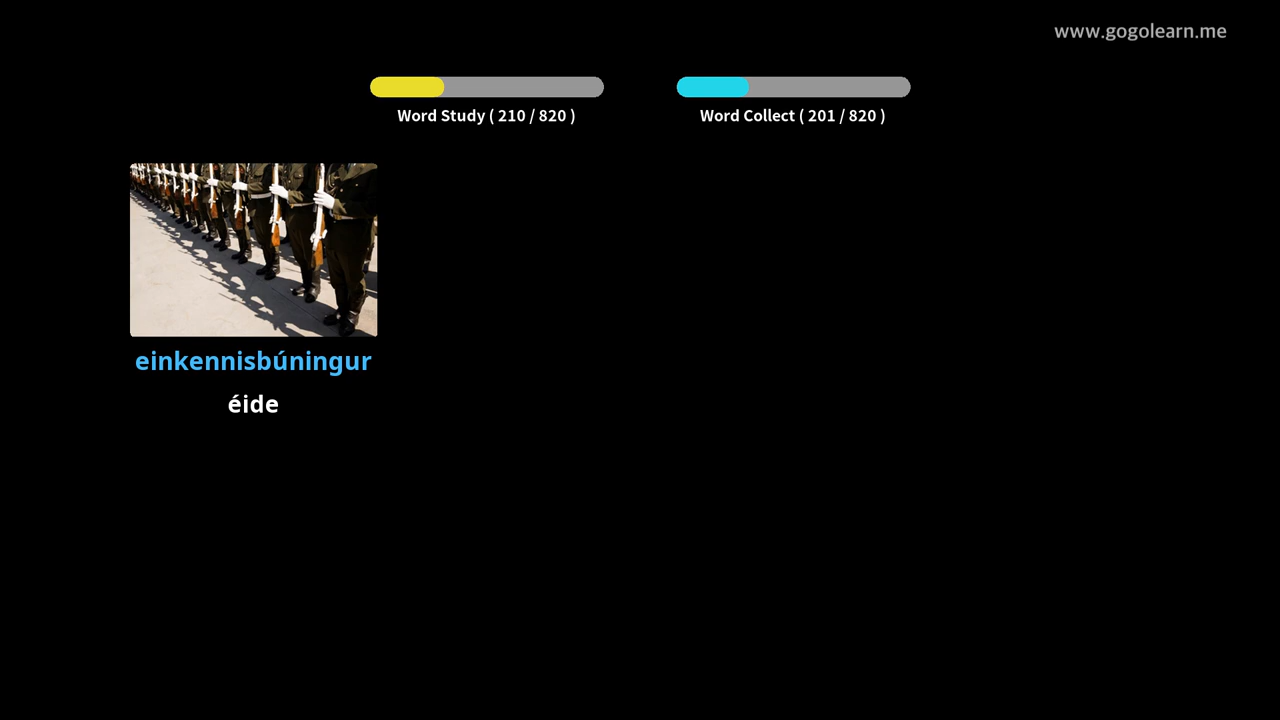 www.gogolearn.me
Word Study ( 210 / 820 )
Word Collect ( 201 / 820 )
einkennisbúningur
éide